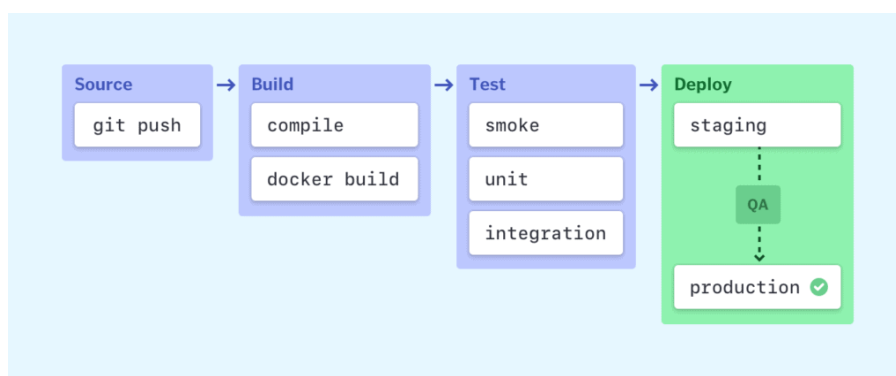 Source
git push
Build
compile
docker build
Test
smoke
unit
integration
Deploy
staging
QA
production